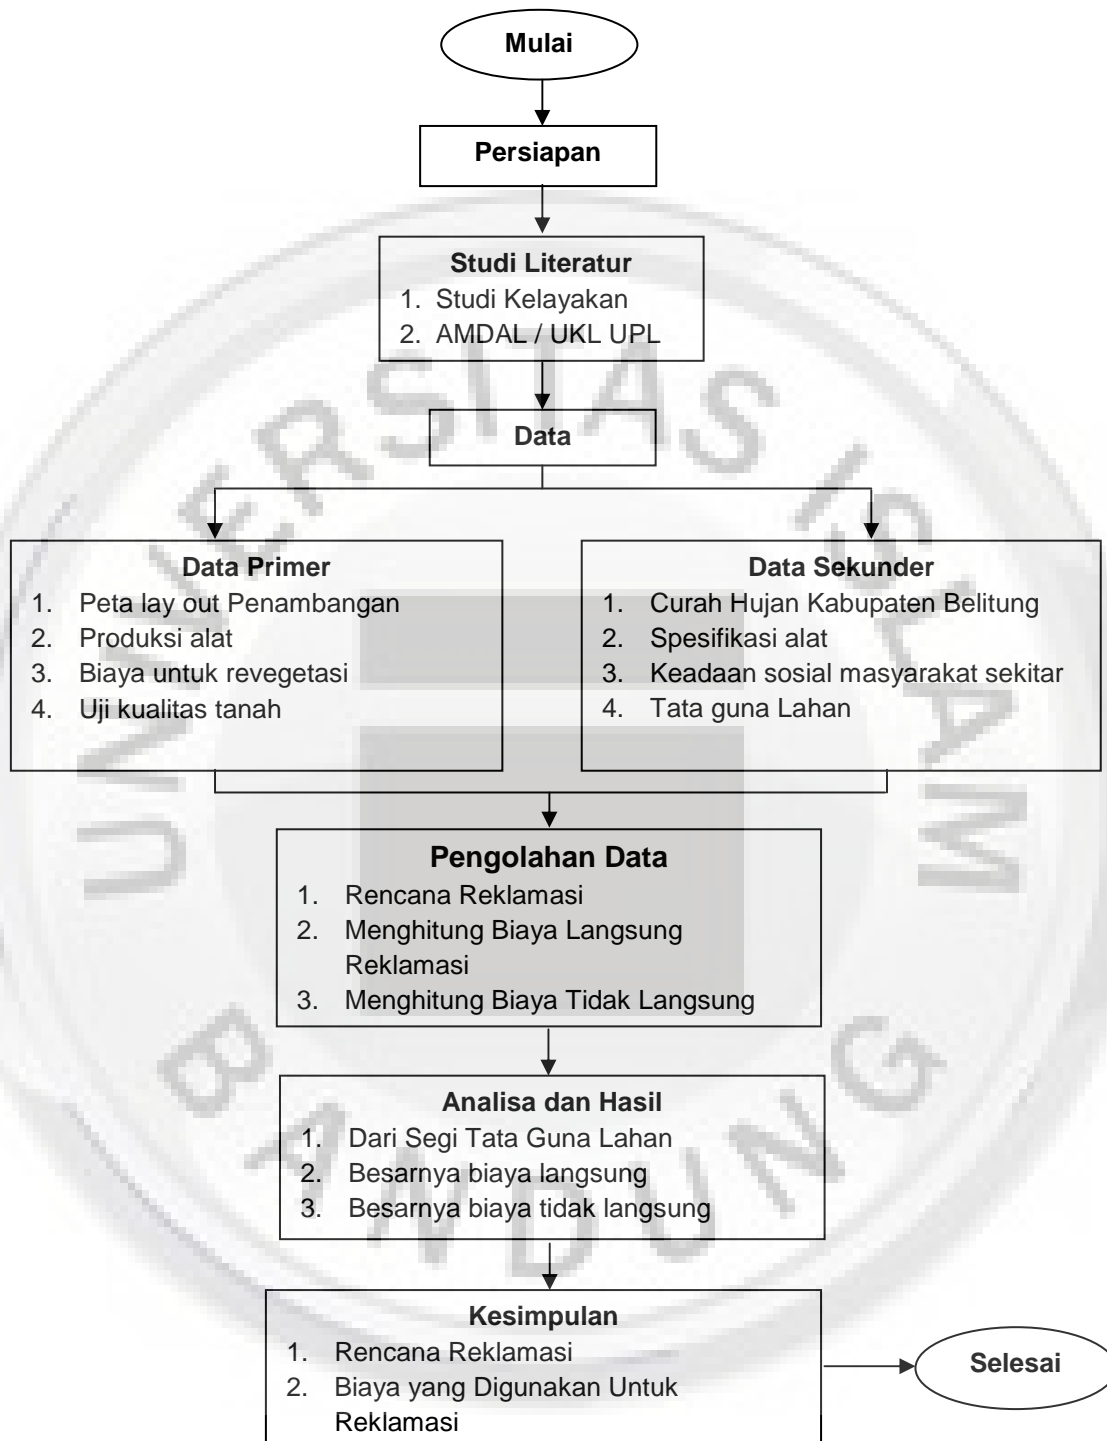 Mulai
Persiapan
Studi Literatur
1. Studi Kelayakan
2. AMDAL / UKL UPL
Data
Data Primer
1. Peta lay out Penambangan
2. Produksi alat
3. Biaya untuk revegetasi
4. Uji kualitas tanah
Data Sekunder
1. Curah Hujan Kabupaten Belitung
2. Spesifikasi alat
3. Keadaan sosial masyarakat sekitar
4. Tata guna Lahan
Pengolahan Data
1. Rencana Reklamasi
2. Menghitung Biaya Langsung
Reklamasi
3. Menghitung Biaya Tidak Langsung
Analisa dan Hasil
1. Dari Segi Tata Guna Lahan
2. Besarnya biaya langsung
3. Besarnya biaya tidak langsung
Kesimpulan
1. Rencana Reklamasi
2. Biaya yang Digunakan Untuk
Reklamasi
Selesai
UNIVERSITAS ISLAM
BANDUNG